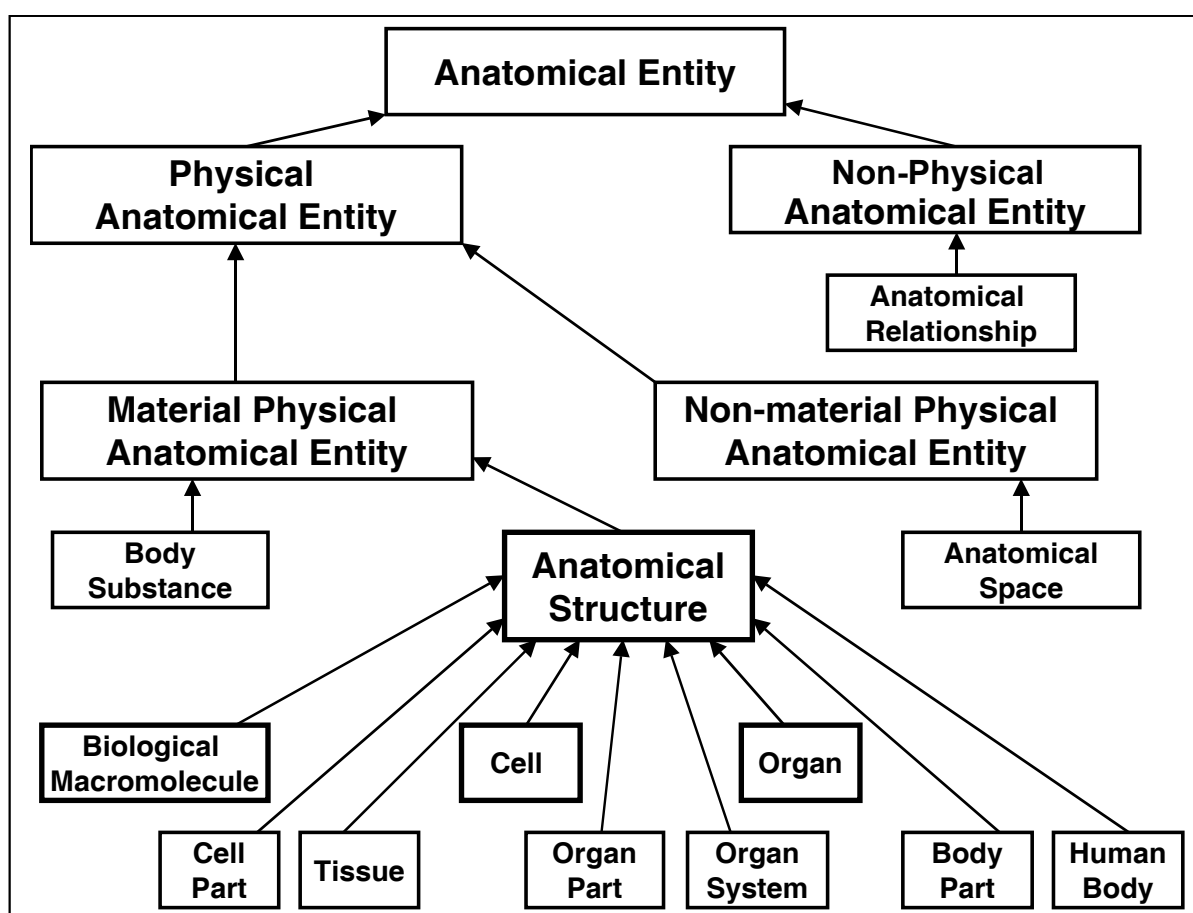 Anatomical Entity
Physical
Anatomical Entity
Non-Physical
Anatomical Entity
Anatomical
Relationship
Material Physical
Anatomical Entity
Non-material Physical
Anatomical Entity
Body
Substance
Anatomical
Structure
Anatomical
Space
Biological
Macromolecule
Cell
Organ
Cell
Part
Tissue
Organ
Part
Organ
System
Body
Part
Human
Body